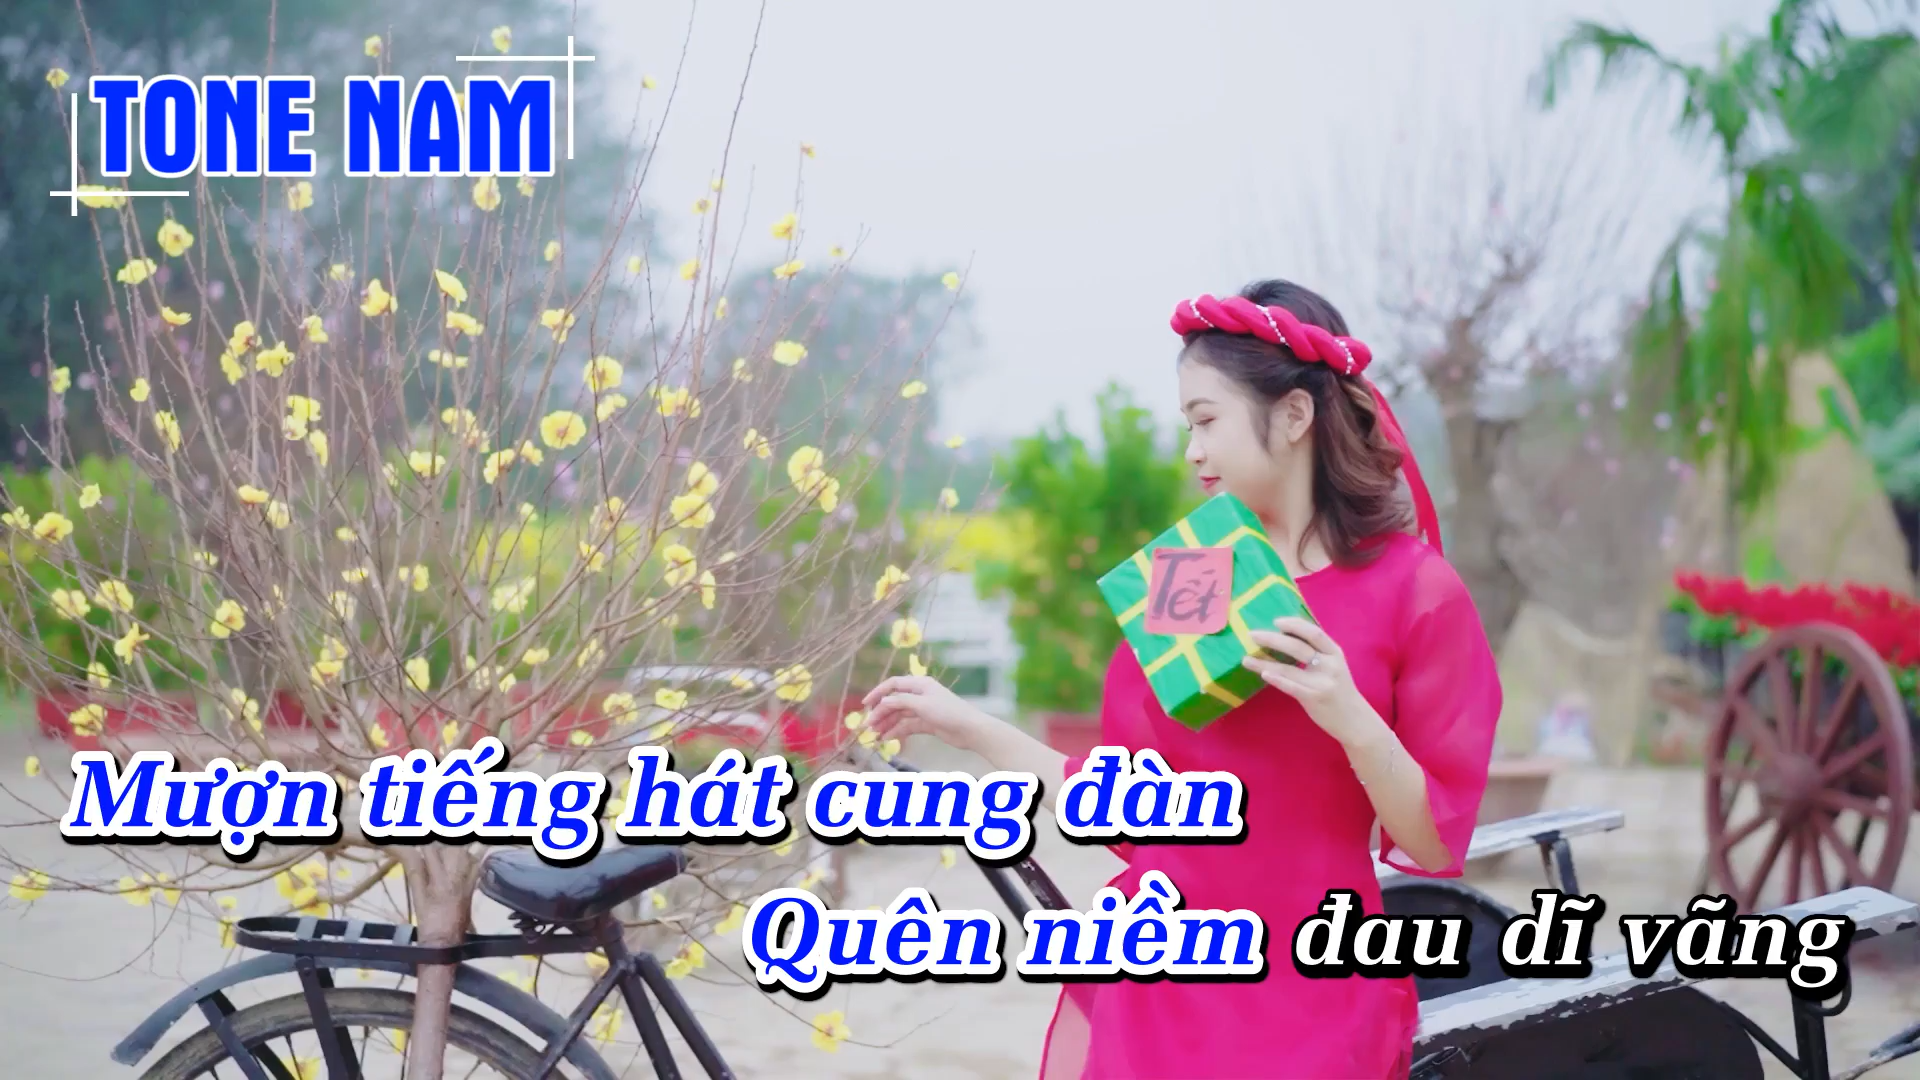 TONE NAM
Tết
Mượn tiếng hát cung đàn
Quên niềm đau dĩ vãng